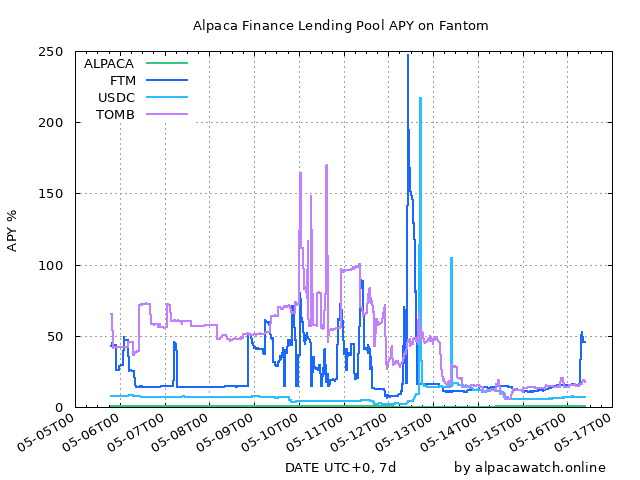 Alpaca Finance Lending Pool APY on Fantom
250
200
150
100
50
0
APY %
ALPACA
FTM
USDC
TOMB
05-05T00
05-06T00
05-07T00
05-08T00
05-09T00
05-10T00
05-11T00
05-12T00
05-13T00
05-14T00
05-15T00
05-16T00
05-17T00
DATE UTC+0, 7d
by alpacawatch.online